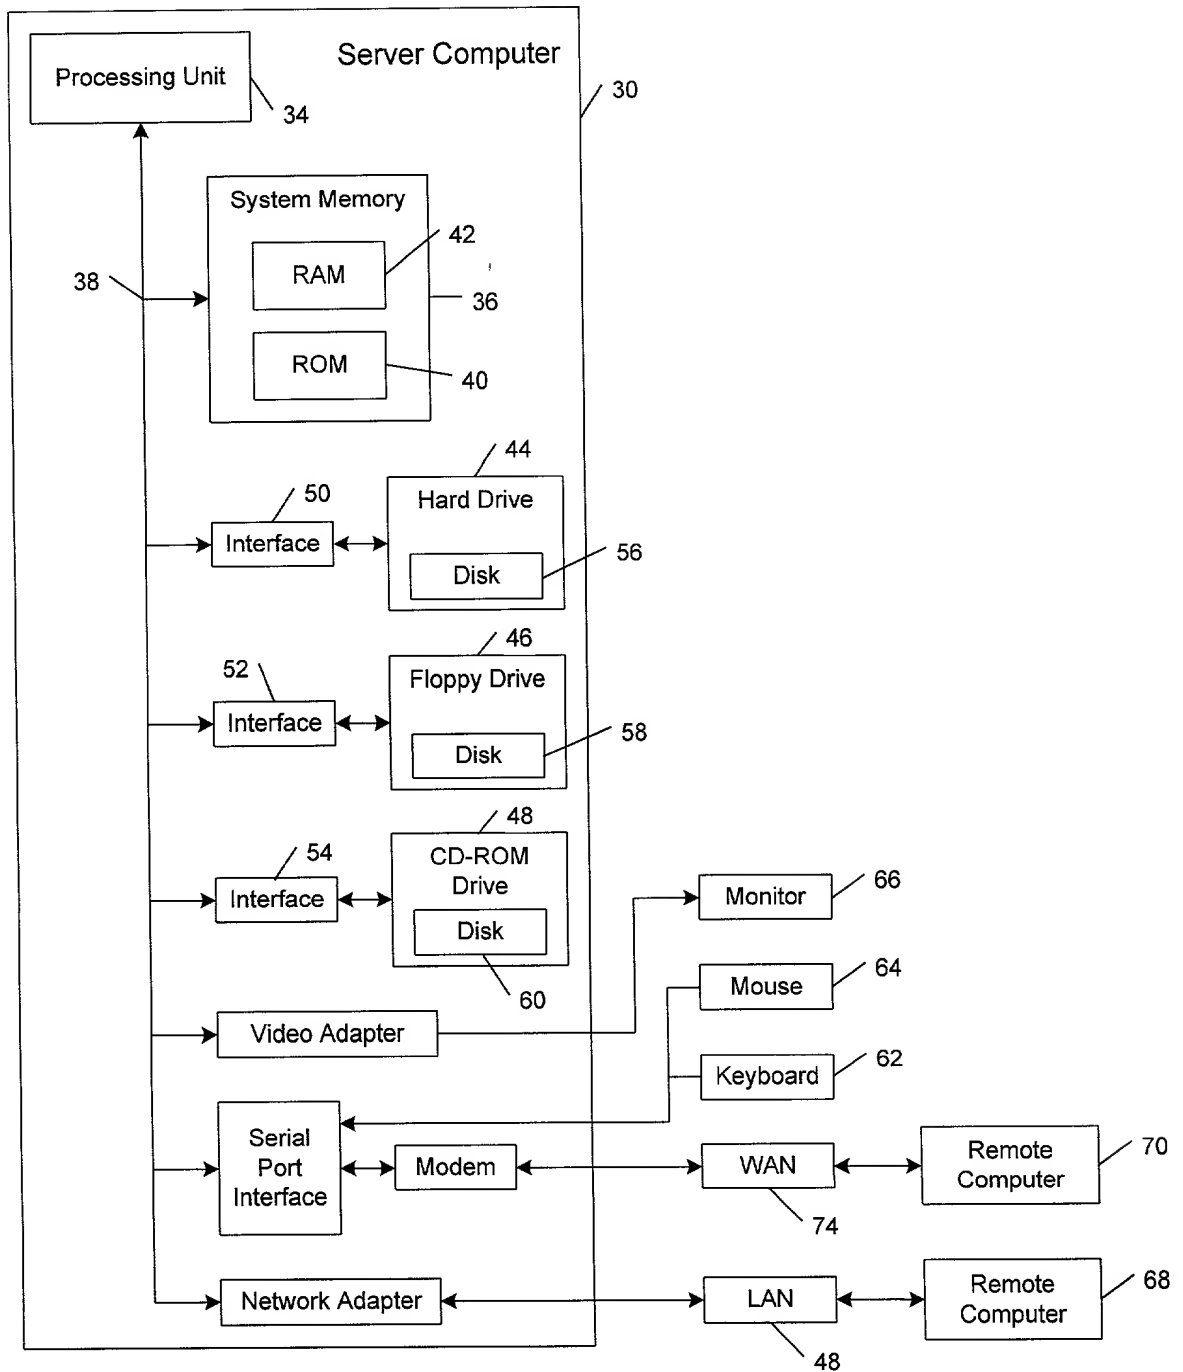 Server Computer
30
Processing Unit
34
System Memory
42
RAM
38
36
ROM
40
44
50
Hard Drive
Interface
56
Disk
46
52
Floppy Drive
Interface
58
Disk
48
54
CD-ROM
Drive
Interface
Disk
60
66
Monitor
64
Mouse
Video Adapter
62
Keyboard
Serial
Port
Interface
Modem
WAN
74
Remote
Computer
70
Network Adapter
LAN
48
Remote
Computer
68